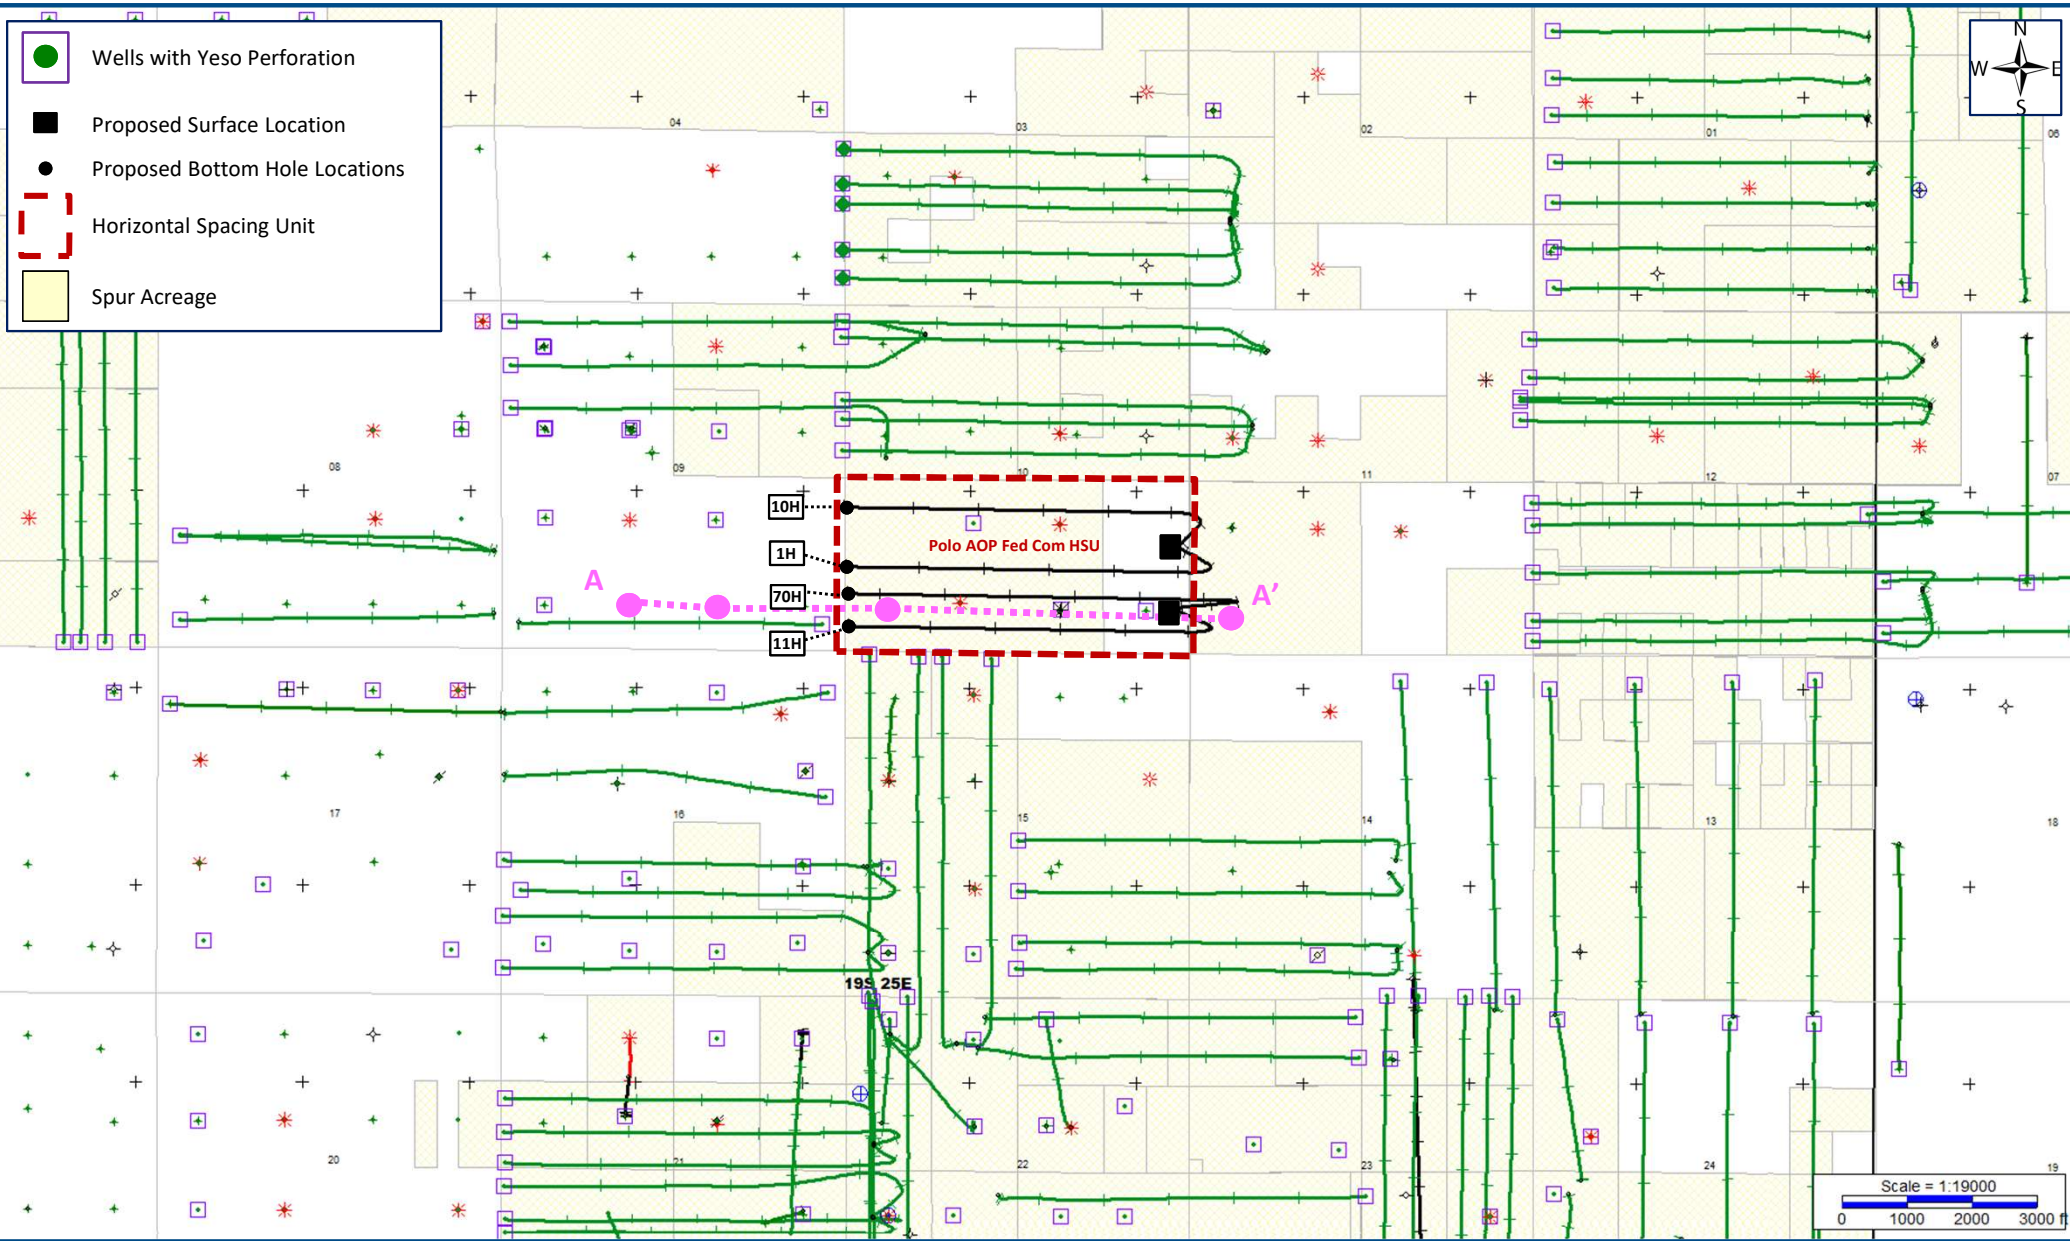 Wells with Yeso Perforation
Proposed Surface Location
Proposed Bottom Hole Locations
Horizontal Spacing Unit
Spur Acreage
N
W E
S
04
03
02
01
06
08
09
10
11
12
07
10H
1H
70H
11H
Polo AOP Fed Com HSU
A
A’
17
16
15
14
13
18
19S 25E
20
21
22
23
24
19
Scale = 1:19000
0 1000 2000 3000 ft